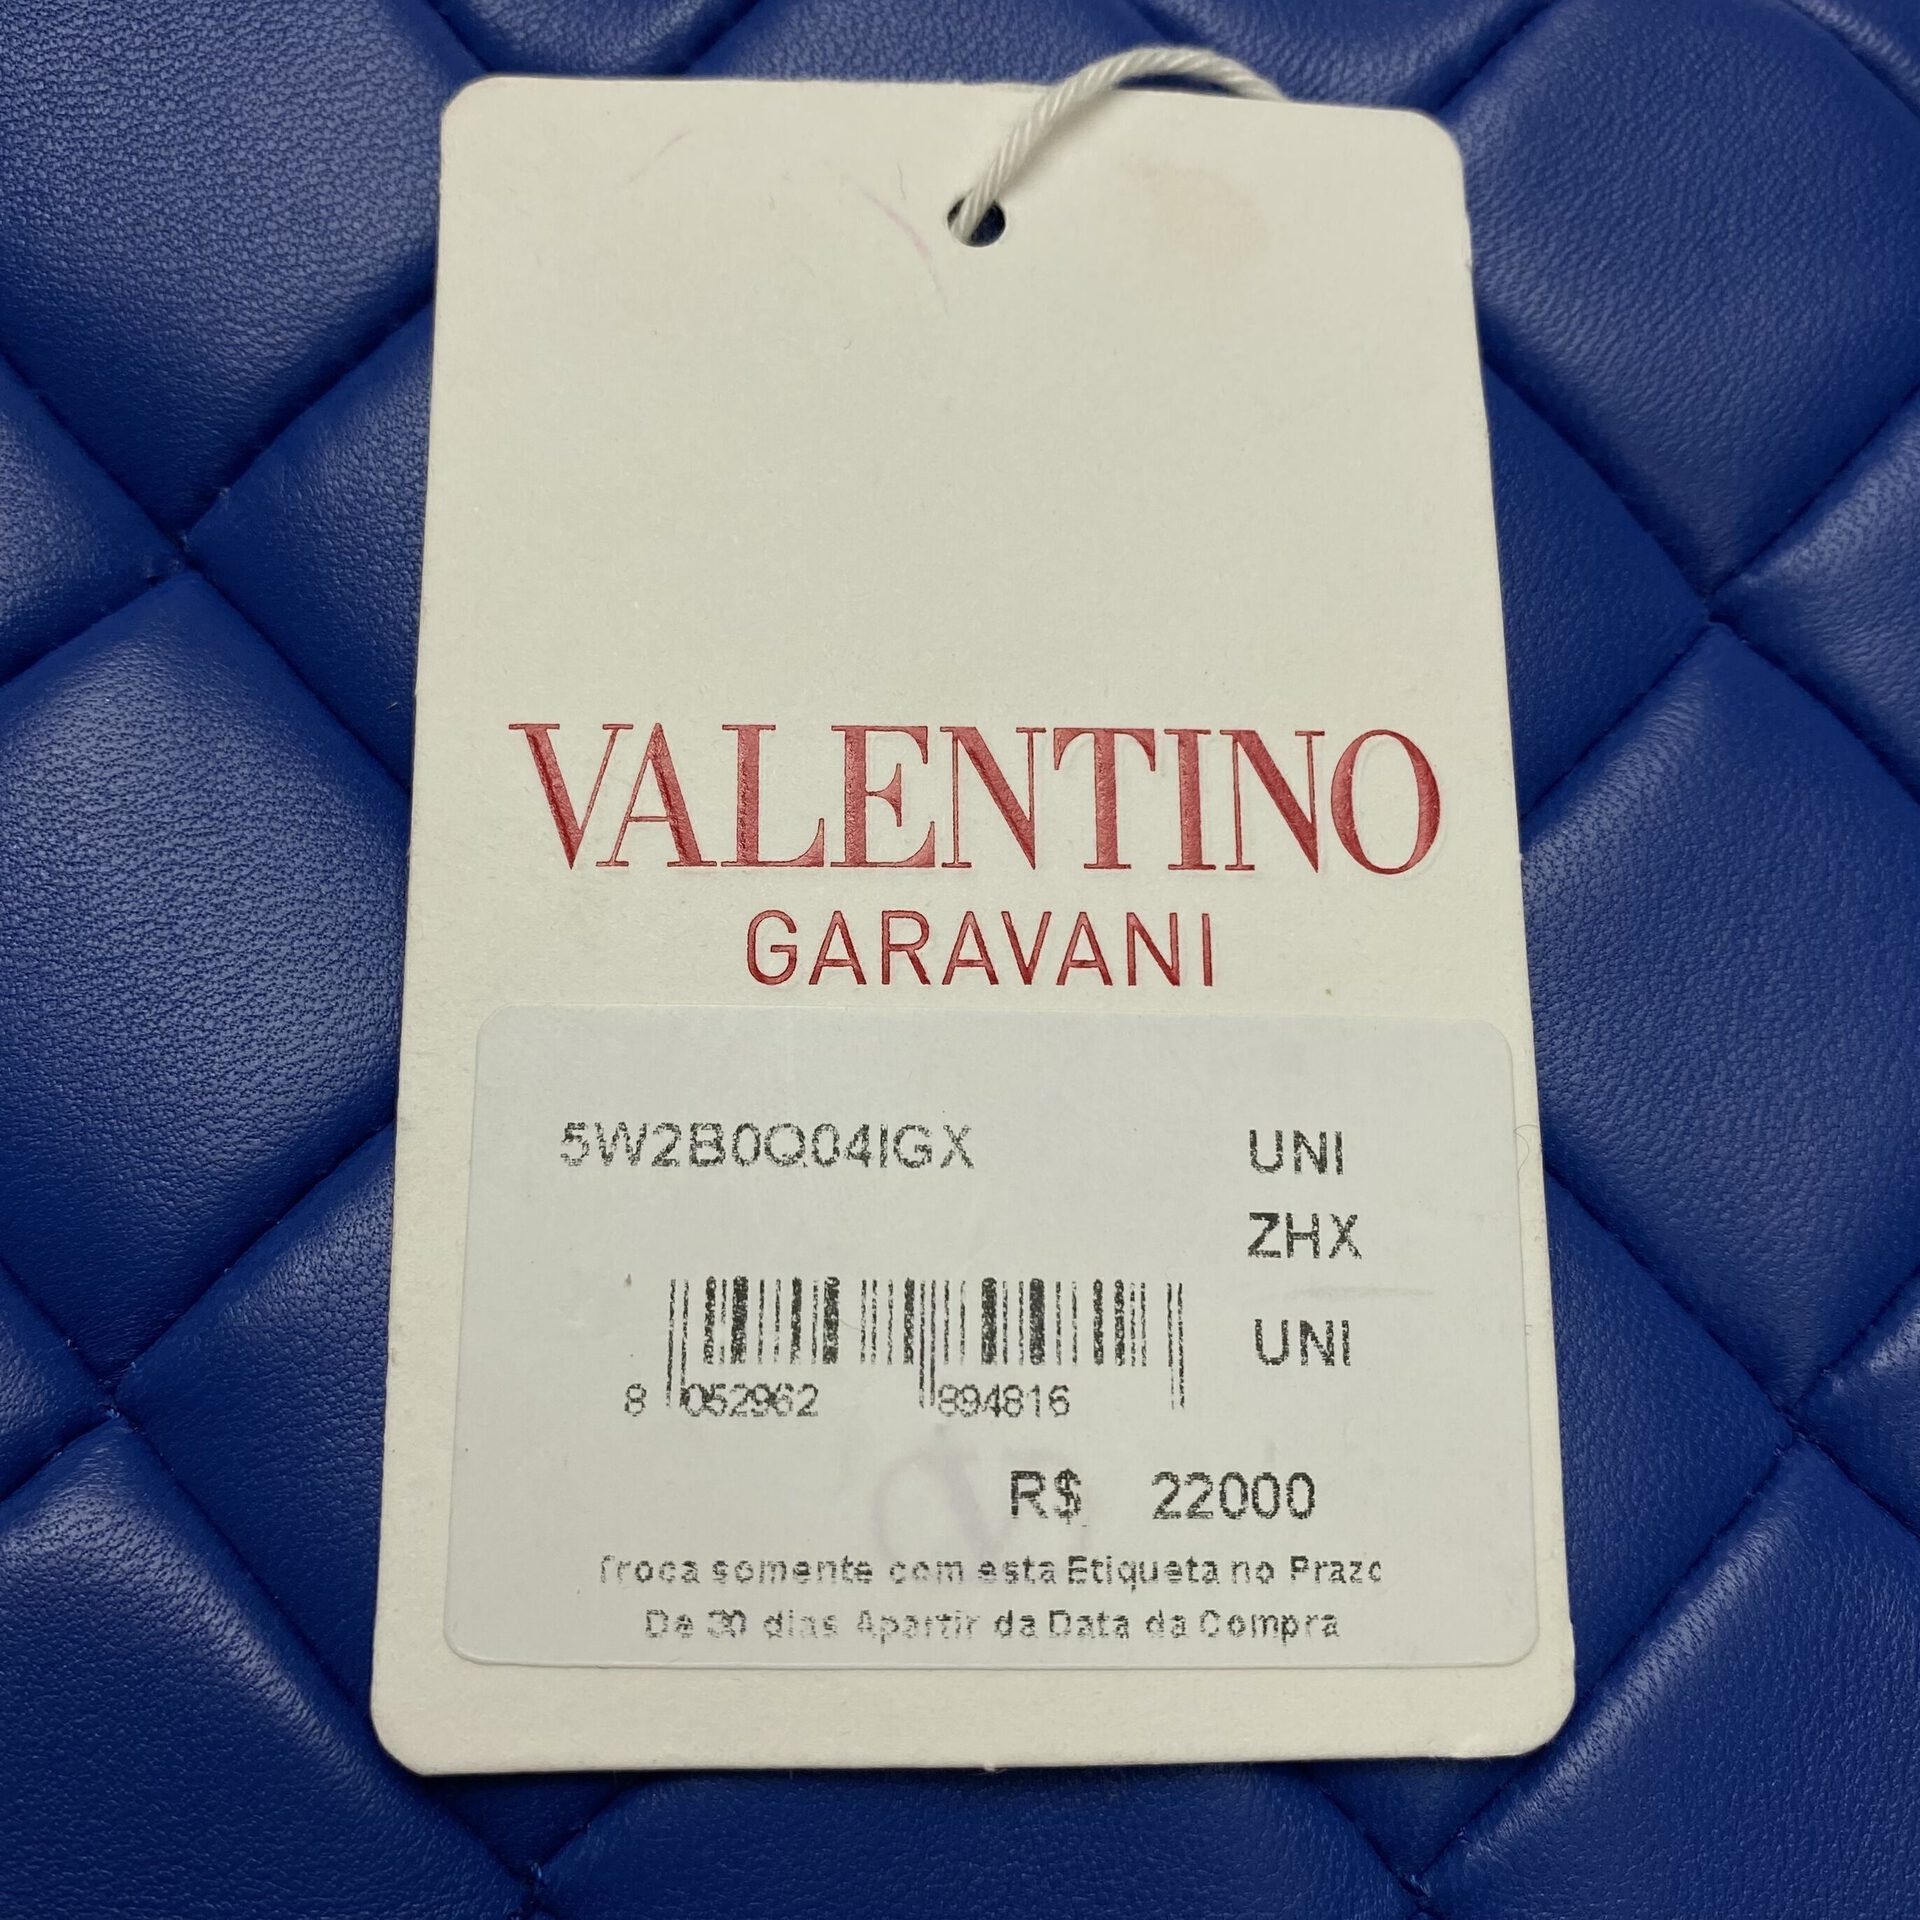 VALENTINO
GARAVANI
5W2B0Q04IGX UNI
ZHX
UNI
8 052962 894816
R$ 22000
Troca somente com esta Etiqueta no Prazo
De 30 dias Apartir da Data da Compra